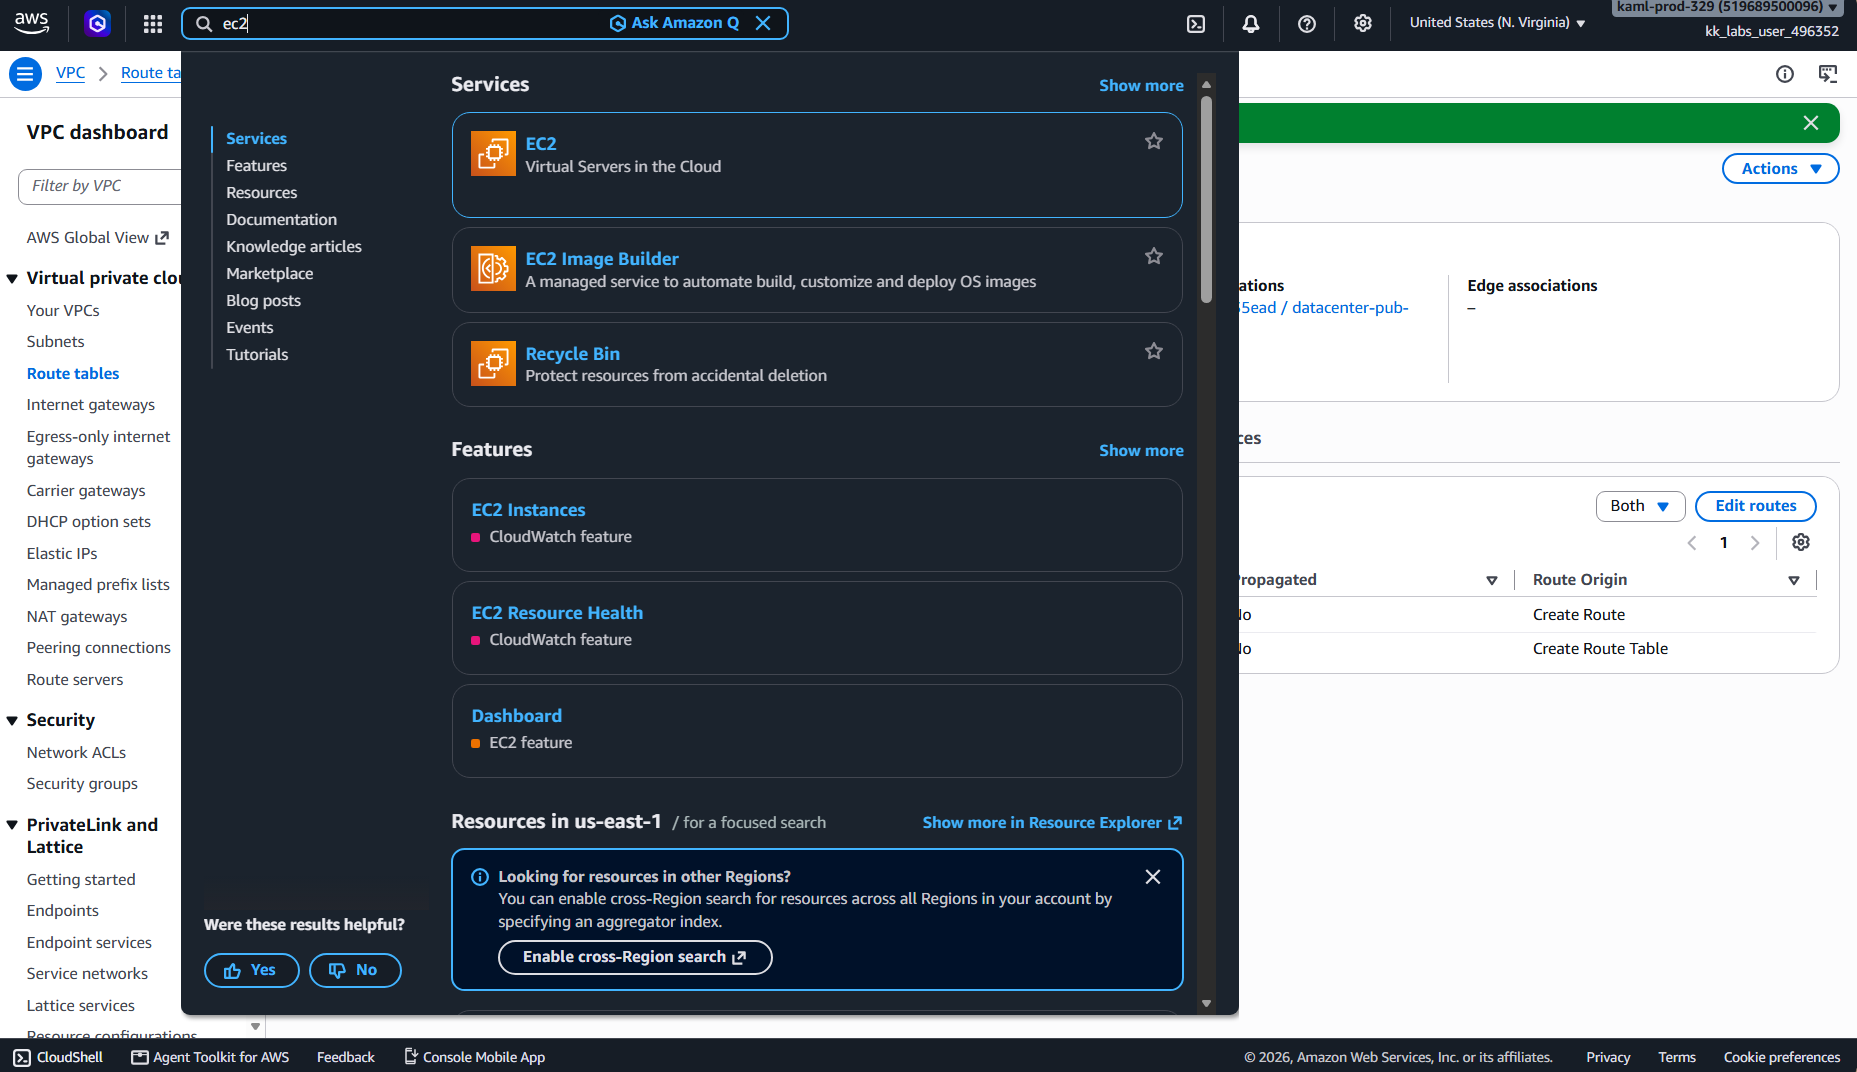 aws
ec2
Ask Amazon Q
United States (N. Virginia)
kaml-prod-329 (519689500096)
kk_labs_user_496352
VPC
Route ta
VPC dashboard
Filter by VPC
AWS Global View
Virtual private clou
Your VPCs
Subnets
Route tables
Internet gateways
Egress-only internet
gateways
Carrier gateways
DHCP option sets
Elastic IPs
Managed prefix lists
NAT gateways
Peering connections
Route servers
Security
Network ACLs
Security groups
PrivateLink and
Lattice
Getting started
Endpoints
Endpoint services
Service networks
Lattice services
Resource configurations
Services
Features
Resources
Documentation
Knowledge articles
Marketplace
Blog posts
Events
Tutorials
Were these results helpful?
Yes
No
Services
Show more
EC2
Virtual Servers in the Cloud
EC2 Image Builder
A managed service to automate build, customize and deploy OS images
Recycle Bin
Protect resources from accidental deletion
Features
Show more
EC2 Instances
CloudWatch feature
EC2 Resource Health
CloudWatch feature
Dashboard
EC2 feature
Resources in us-east-1 / for a focused search
Show more in Resource Explorer
Looking for resources in other Regions?
You can enable cross-Region search for resources across all Regions in your account by
specifying an aggregator index.
Enable cross-Region search
Actions
ations
5ead / datacenter-pub-
Edge associations
–
ces
Both
Edit routes
1
Propagated
Route Origin
No
Create Route
No
Create Route Table
CloudShell
Agent Toolkit for AWS
Feedback
Console Mobile App
© 2026, Amazon Web Services, Inc. or its affiliates.
Privacy
Terms
Cookie preferences